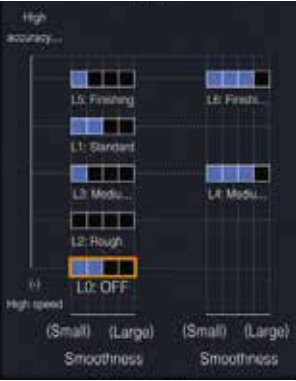 High
accuracy...
L5: Finishing
L6: Finishi...
L1: Standard
L3: Mediu...
L4: Mediu...
L2: Rough
L0: OFF
(-)
High speed
(Small) (Large) (Small) (Large)
Smoothness Smoothness